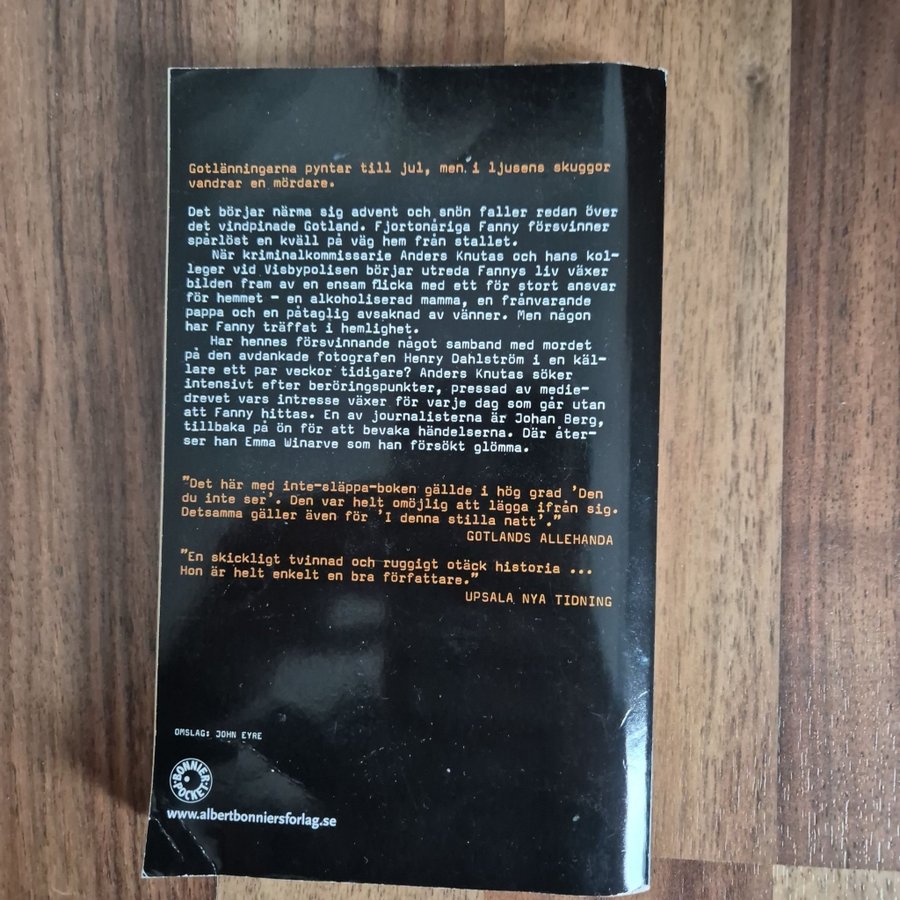 Gotlänningarna pyntar till jul, men i ljusens skuggor
vandrar en mördare.
Det börjar närma sig advent och snön faller redan över
det vindpinade Gotland. Fjortonåriga Fanny försvinner
spårlöst en kväll på väg hem från stallet.
När kriminalkommissarie Anders Knutas och hans kol-
leger vid Visbypolisen börjar utreda Fannys liv växer
bilden fram av en ensam flicka med ett för stort ansvar
för hemmet – en alkoholiserad mamma, en frånvarande
pappa och en påtaglig avsaknad av vänner. Men någon
har Fanny träffat i hemlighet.
Har hennes försvinnande något samband med mordet
på den avdankade fotografen Henry Dahlström i en käl-
lare ett par veckor tidigare? Anders Knutas söker
intensivt efter beröringspunkter, pressad av medie-
drevet vars intresse växer för varje dag som går utan
att Fanny hittas. En av journalisterna är Johan Berg,
tillbaka på ön för att bevaka händelserna. Där åter-
ser han Emma Winarve som han försökt glömma.
"Det här med inte-släppa-boken gällde i hög grad 'Den
du inte ser'. Den var helt omöjlig att lägga ifrån sig.
Detsamma gäller även för 'I denna stilla natt'."
GOTLANDS ALLEHANDA
"En skickligt tvinnad och ruggigt otäck historia ...
Hon är helt enkelt en bra författare."
UPSALA NYA TIDNING
OMSLAG: JOHN EYRE
BONNIER
POCKET
www.albertbonniersforlag.se